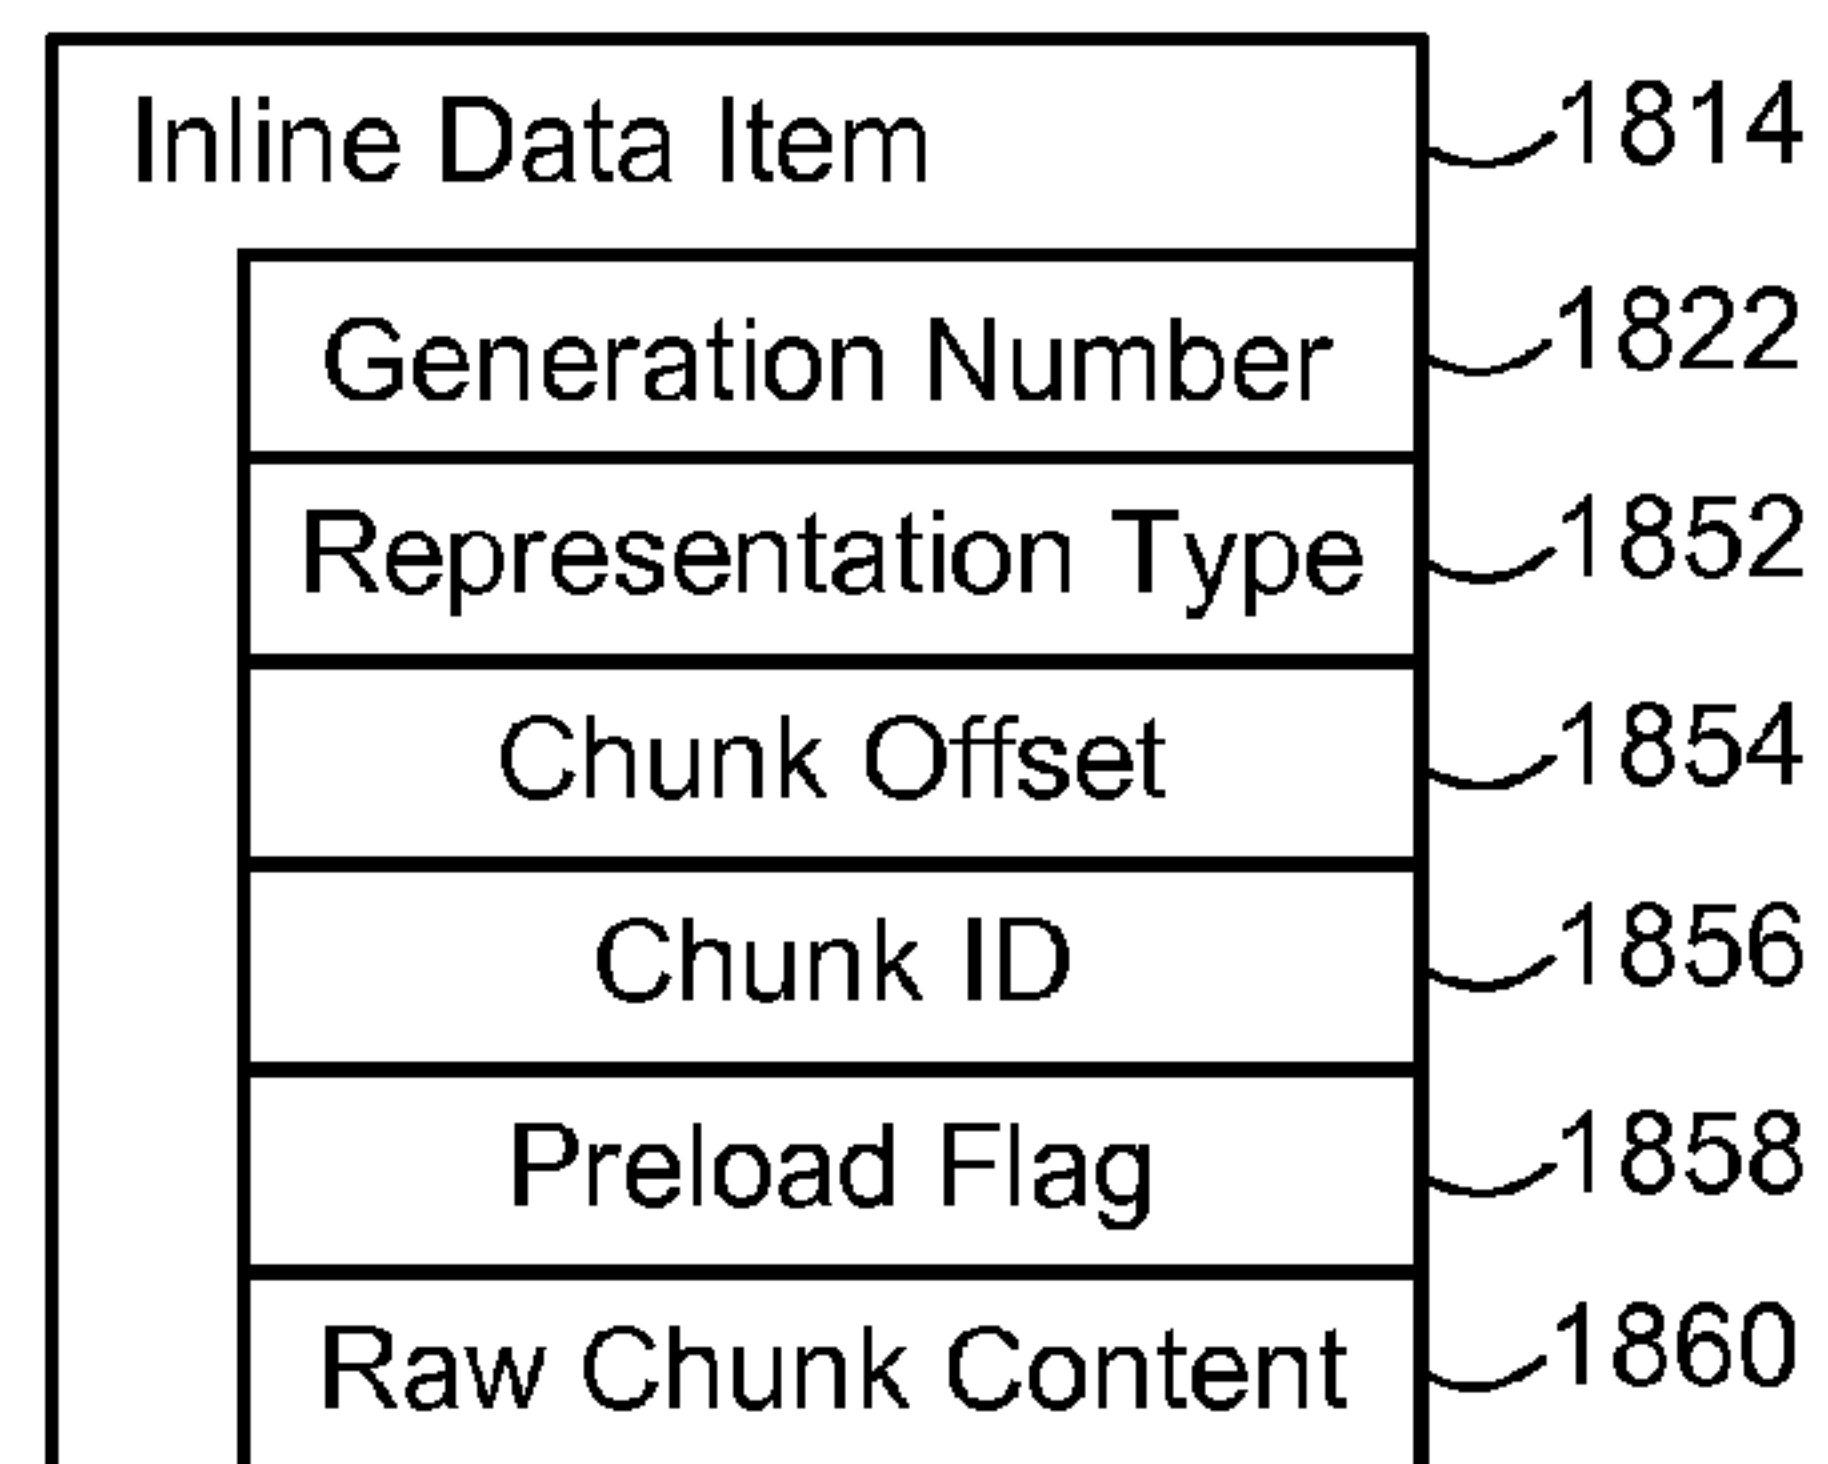 Inline Data Item 1814
Generation Number 1822
Representation Type 1852
Chunk Offset 1854
Chunk ID 1856
Preload Flag 1858
Raw Chunk Content 1860